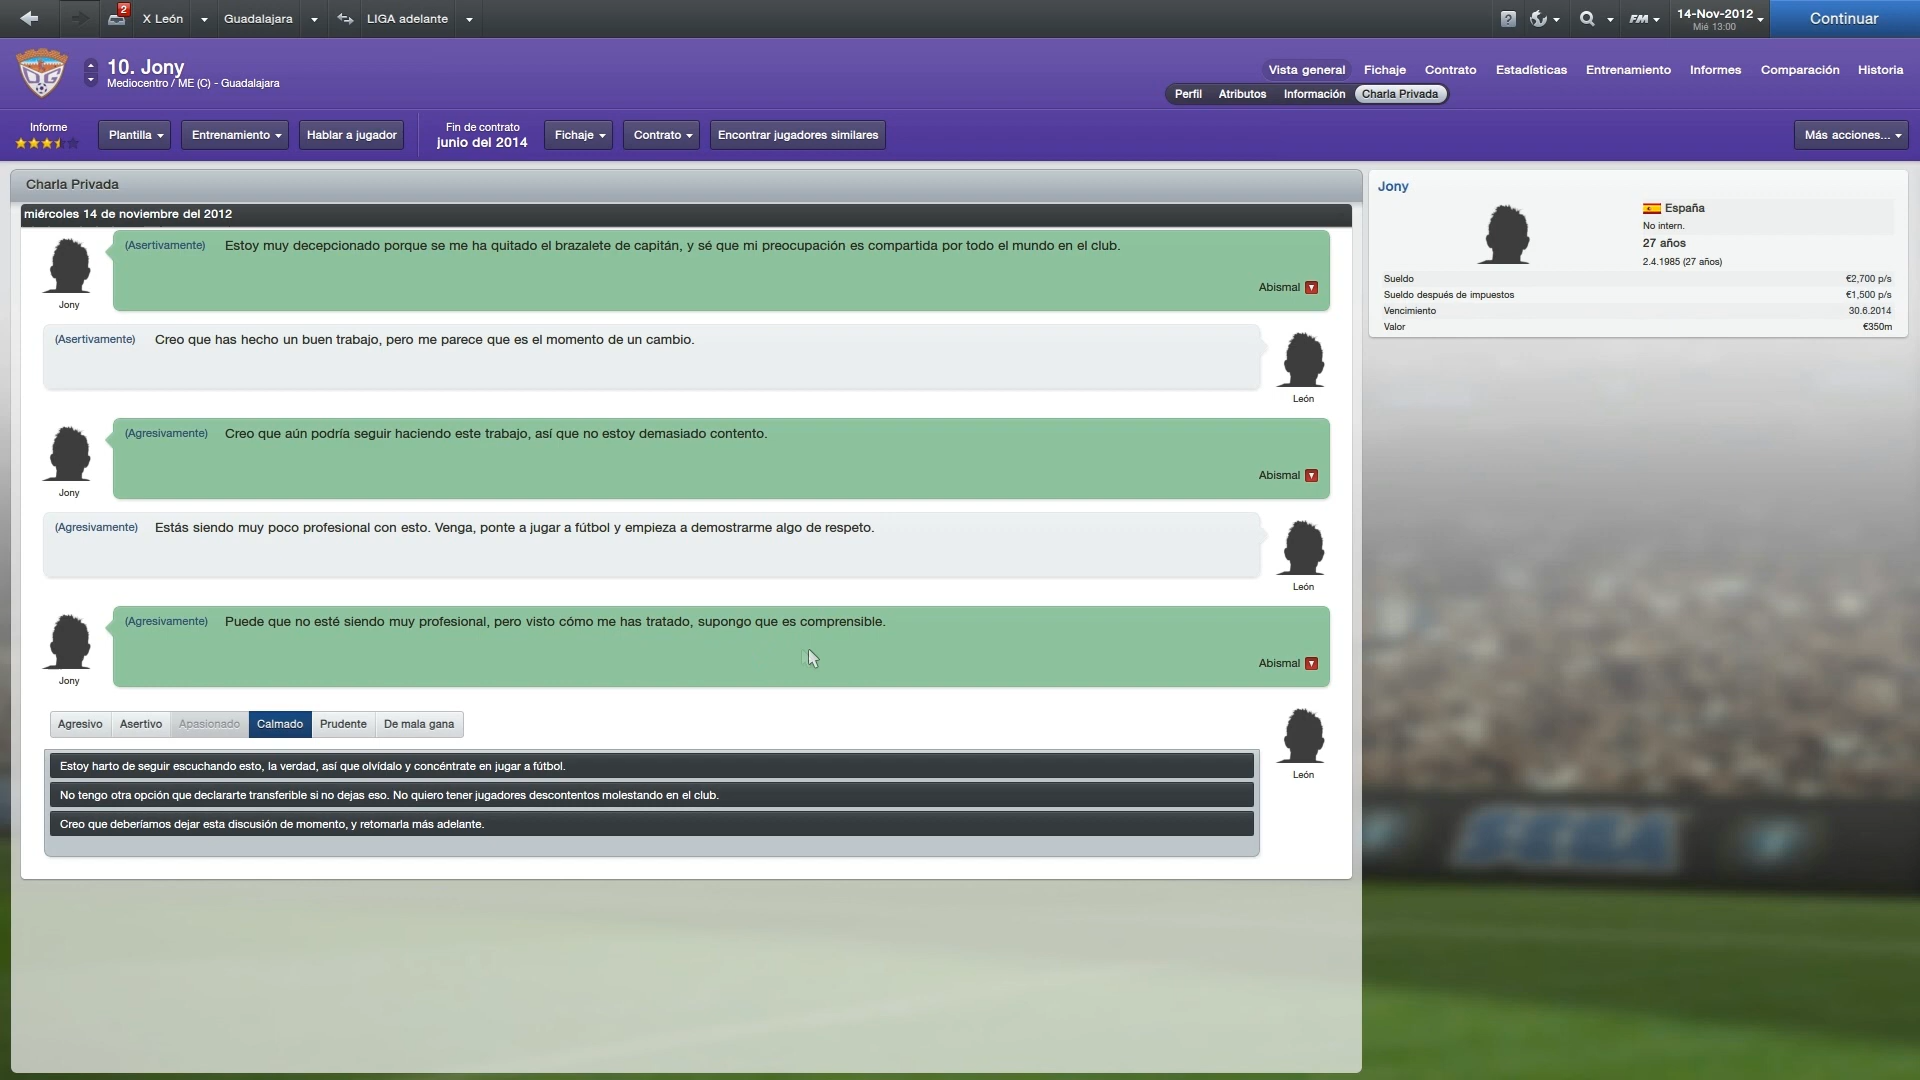 2
X León
Guadalajara
LIGA adelante
?
FM
14-Nov-2012
Mié 13:00
Continuar
10. Jony
Mediocentro / ME (C) - Guadalajara
Vista general
Fichaje
Contrato
Estadísticas
Entrenamiento
Informes
Comparación
Historia
Perfil
Atributos
Información
Charla Privada
Informe
Plantilla
Entrenamiento
Hablar a jugador
Fin de contrato
junio del 2014
Fichaje
Contrato
Encontrar jugadores similares
Más acciones...
Charla Privada
miércoles 14 de noviembre del 2012
(Asertivamente) Estoy muy decepcionado porque se me ha quitado el brazalete de capitán, y sé que mi preocupación es compartida por todo el mundo en el club.
Abismal
Jony
(Asertivamente) Creo que has hecho un buen trabajo, pero me parece que es el momento de un cambio.
León
(Agresivamente) Creo que aún podría seguir haciendo este trabajo, así que no estoy demasiado contento.
Abismal
Jony
(Agresivamente) Estás siendo muy poco profesional con esto. Venga, ponte a jugar a fútbol y empieza a demostrarme algo de respeto.
León
(Agresivamente) Puede que no esté siendo muy profesional, pero visto cómo me has tratado, supongo que es comprensible.
Abismal
Jony
Agresivo
Asertivo
Apasionado
Calmado
Prudente
De mala gana
Estoy harto de seguir escuchando esto, la verdad, así que olvídalo y concéntrate en jugar a fútbol.
No tengo otra opción que declararte transferible si no dejas eso. No quiero tener jugadores descontentos molestando en el club.
Creo que deberíamos dejar esta discusión de momento, y retomarla más adelante.
León
Jony
España
No intern.
27 años
2.4.1985 (27 años)
Sueldo €2,700 p/s
Sueldo después de impuestos €1,500 p/s
Vencimiento 30.6.2014
Valor €350m
SEGA